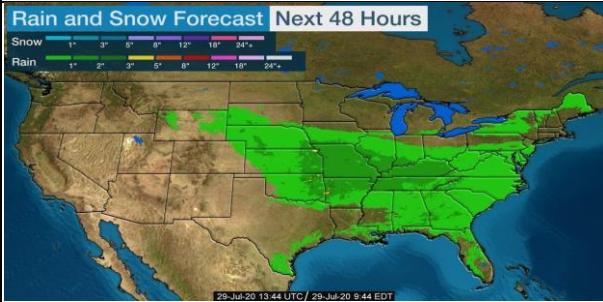 Rain and Snow Forecast Next 48 Hours
Snow
1" 3" 5" 8" 12" 18" 24"+
Rain
1" 2" 3" 5" 8" 12" 18" 24"+
29-Jul-20 13:44 UTC / 29-Jul-20 9:44 EDT